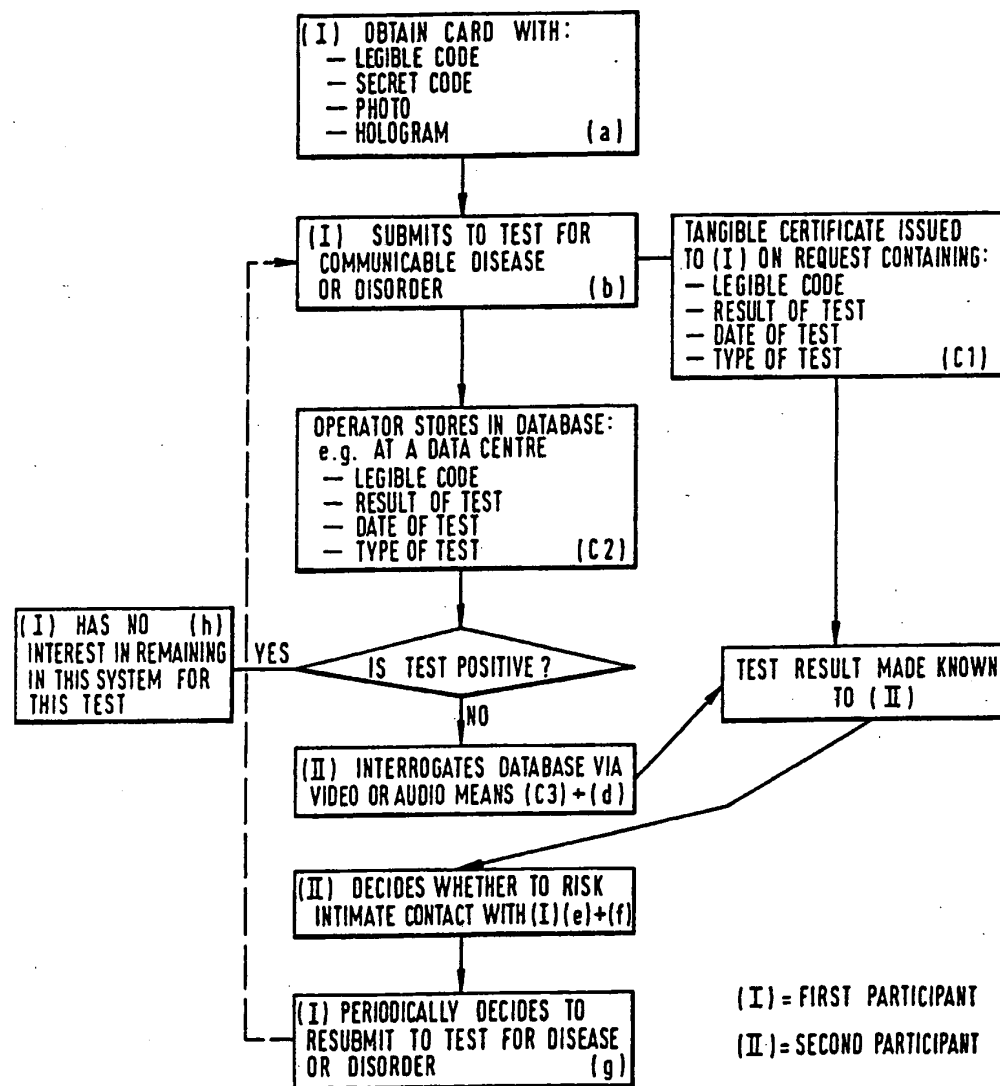 (I) OBTAIN CARD WITH:
— LEGIBLE CODE
— SECRET CODE
— PHOTO
— HOLOGRAM (a)
(I) SUBMITS TO TEST FOR
COMMUNICABLE DISEASE
OR DISORDER (b)
TANGIBLE CERTIFICATE ISSUED
TO (I) ON REQUEST CONTAINING:
— LEGIBLE CODE
— RESULT OF TEST
— DATE OF TEST
— TYPE OF TEST (C1)
OPERATOR STORES IN DATABASE:
e.g. AT A DATA CENTRE
— LEGIBLE CODE
— RESULT OF TEST
— DATE OF TEST
— TYPE OF TEST (C2)
(I) HAS NO (h)
INTEREST IN REMAINING
IN THIS SYSTEM FOR
THIS TEST
YES
IS TEST POSITIVE?
NO
TEST RESULT MADE KNOWN
TO (II)
(II) INTERROGATES DATABASE VIA
VIDEO OR AUDIO MEANS (C3)+(d)
(II) DECIDES WHETHER TO RISK
INTIMATE CONTACT WITH (I)(e)+(f)
(I) PERIODICALLY DECIDES TO
RESUBMIT TO TEST FOR DISEASE
OR DISORDER (g)
(I)=FIRST PARTICIPANT
(II)=SECOND PARTICIPANT